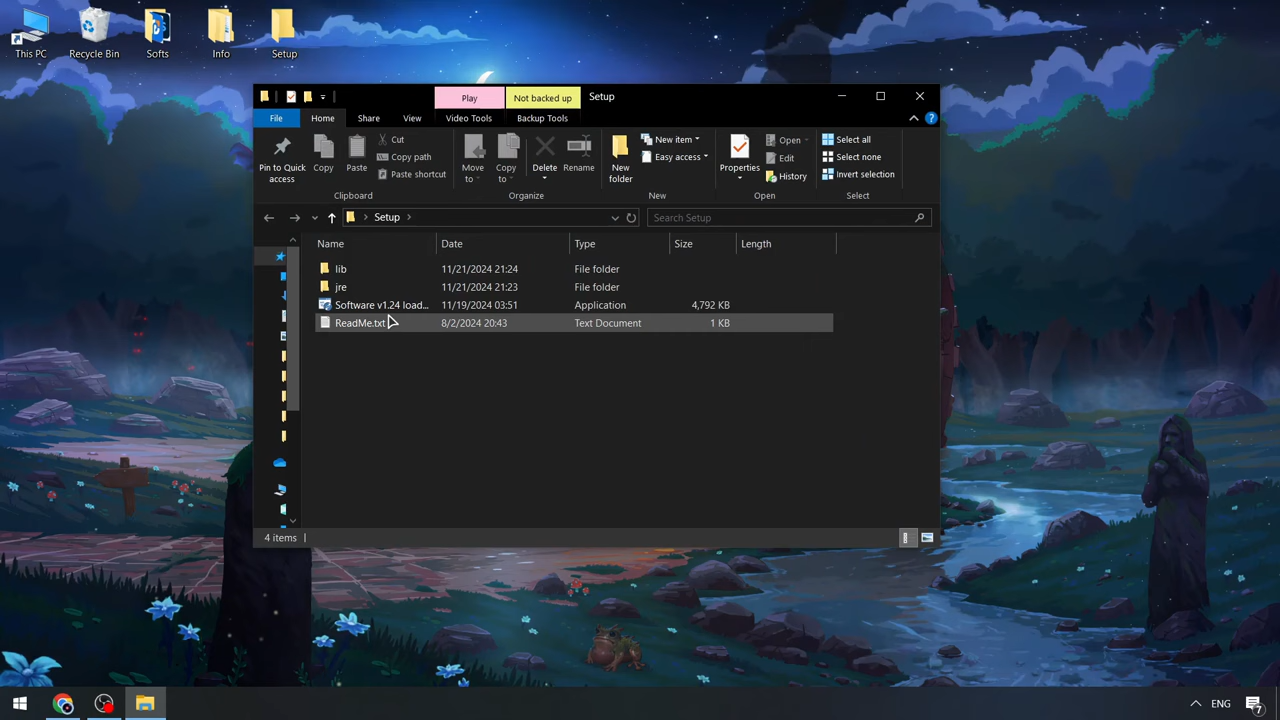 This PC
Recycle Bin
Softs
Info
Setup
Play
Not backed up
Setup
File
Home
Share
View
Video Tools
Backup Tools
Pin to Quick access
Copy
Paste
Cut
Copy path
Paste shortcut
Move to
Copy to
Delete
Rename
New folder
New item
Easy access
Properties
Open
Edit
History
Select all
Select none
Invert selection
Clipboard
Organize
New
Open
Select
Setup
Search Setup
Name Date Type Size Length
lib 11/21/2024 21:24 File folder
jre 11/21/2024 21:23 File folder
Software v1.24 load... 11/19/2024 03:51 Application 4,792 KB
ReadMe.txt 8/2/2024 20:43 Text Document 1 KB
4 items
ENG
7